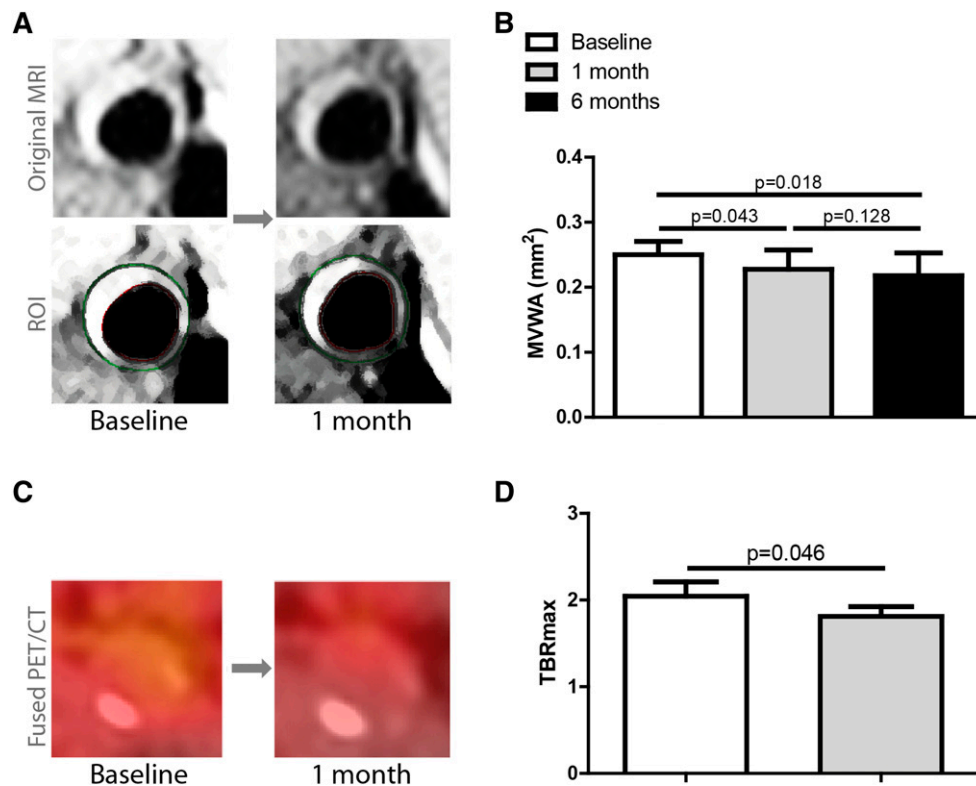 A
Original MRI
ROI
Baseline
1 month
B
Baseline
1 month
6 months
MVWA (mm²)
0.4
0.3
0.2
0.1
0.0
p=0.018
p=0.043
p=0.128
C
Fused PET/CT
Baseline
1 month
D
TBRmax
3
2
1
0
p=0.046